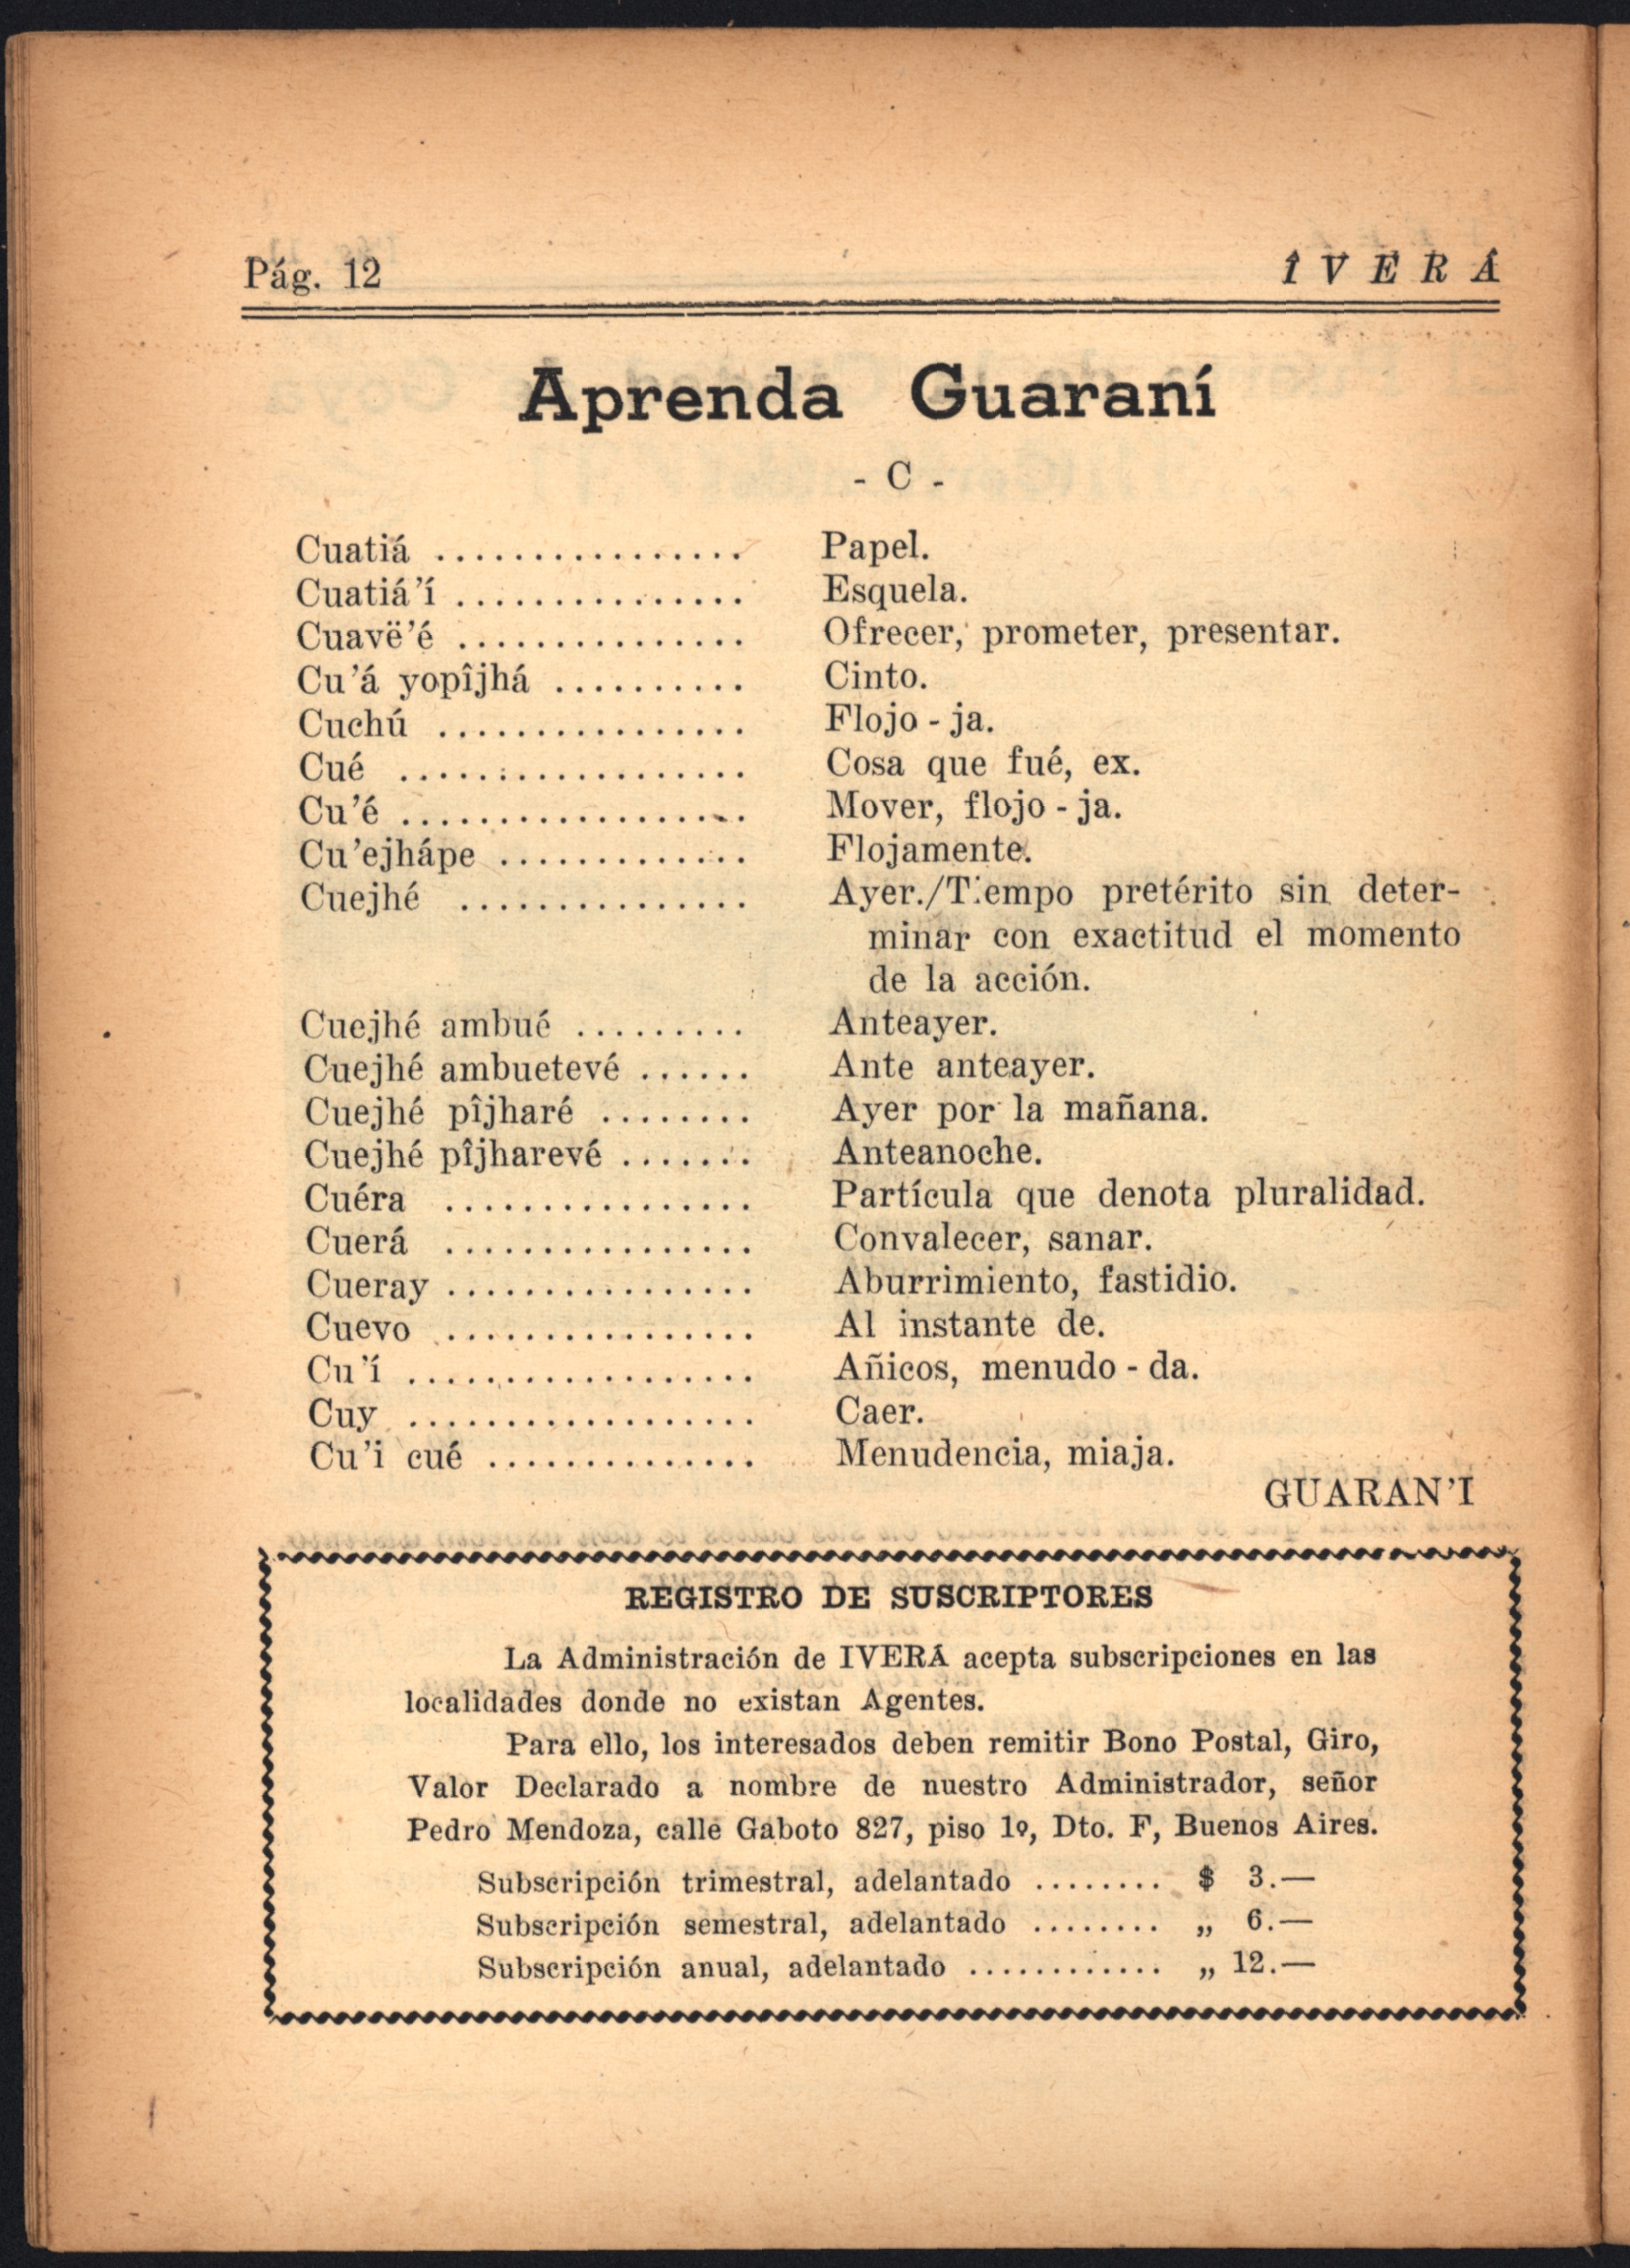 Pág. 12 Î V E R Á
Aprenda Guaraní
- C -
Cuatiá ................ Papel.
Cuatiá'í ............... Esquela.
Cuavë'é ............... Ofrecer, prometer, presentar.
Cu'á yopîjhá .......... Cinto.
Cuchú ................ Flojo - ja.
Cué .................. Cosa que fué, ex.
Cu'é .................. Mover, flojo - ja.
Cu'ejhápe ............. Flojamente.
Cuejhé ............... Ayer./Tiempo pretérito sin deter-
minar con exactitud el momento
de la acción.
Cuejhé ambué ......... Anteayer.
Cuejhé ambuetevé ...... Ante anteayer.
Cuejhé pîjharé ........ Ayer por la mañana.
Cuejhé pîjharevé ....... Anteanoche.
Cuéra ................ Partícula que denota pluralidad.
Cuerá ................ Convalecer, sanar.
Cueray ................ Aburrimiento, fastidio.
Cuevo ................ Al instante de.
Cu'í .................. Añicos, menudo - da.
Cuy .................. Caer.
Cu'i cué .............. Menudencia, miaja.
GUARAN'I
REGISTRO DE SUSCRIPTORES
La Administración de IVERÁ acepta subscripciones en las
localidades donde no existan Agentes.
Para ello, los interesados deben remitir Bono Postal, Giro,
Valor Declarado a nombre de nuestro Administrador, señor
Pedro Mendoza, calle Gaboto 827, piso 1º, Dto. F, Buenos Aires.
Subscripción trimestral, adelantado ........ $ 3.—
Subscripción semestral, adelantado ........ „ 6.—
Subscripción anual, adelantado ............ „ 12.—